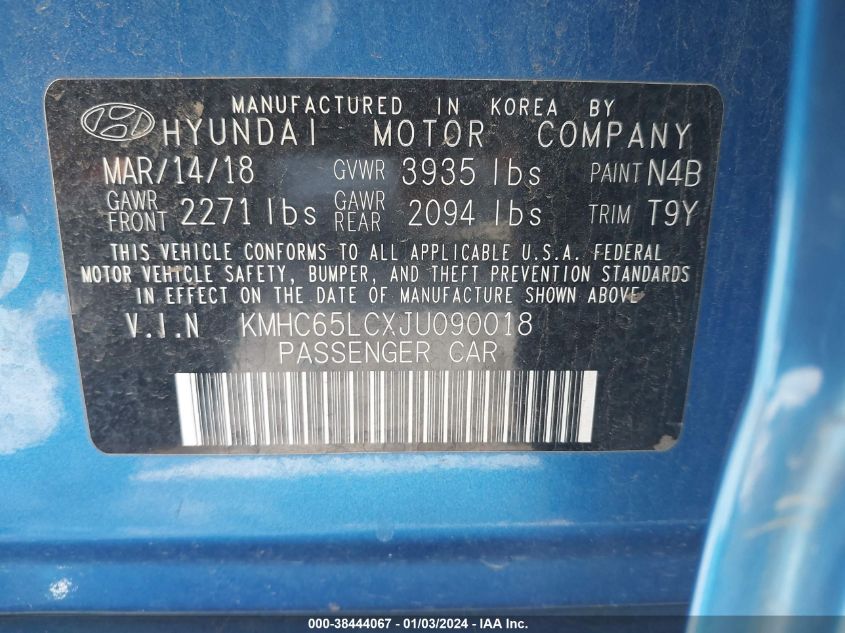 MANUFACTURED IN KOREA BY
HYUNDAI MOTOR COMPANY
MAR/14/18 GVWR 3935 lbs PAINT N4B
GAWR FRONT 2271 lbs GAWR REAR 2094 lbs TRIM T9Y
THIS VEHICLE CONFORMS TO ALL APPLICABLE U.S.A. FEDERAL
MOTOR VEHICLE SAFETY, BUMPER, AND THEFT PREVENTION STANDARDS
IN EFFECT ON THE DATE OF MANUFACTURE SHOWN ABOVE
V.I.N KMHC65LCXJU090018
PASSENGER CAR
000-38444067 - 01/03/2024 - Copart, Inc.